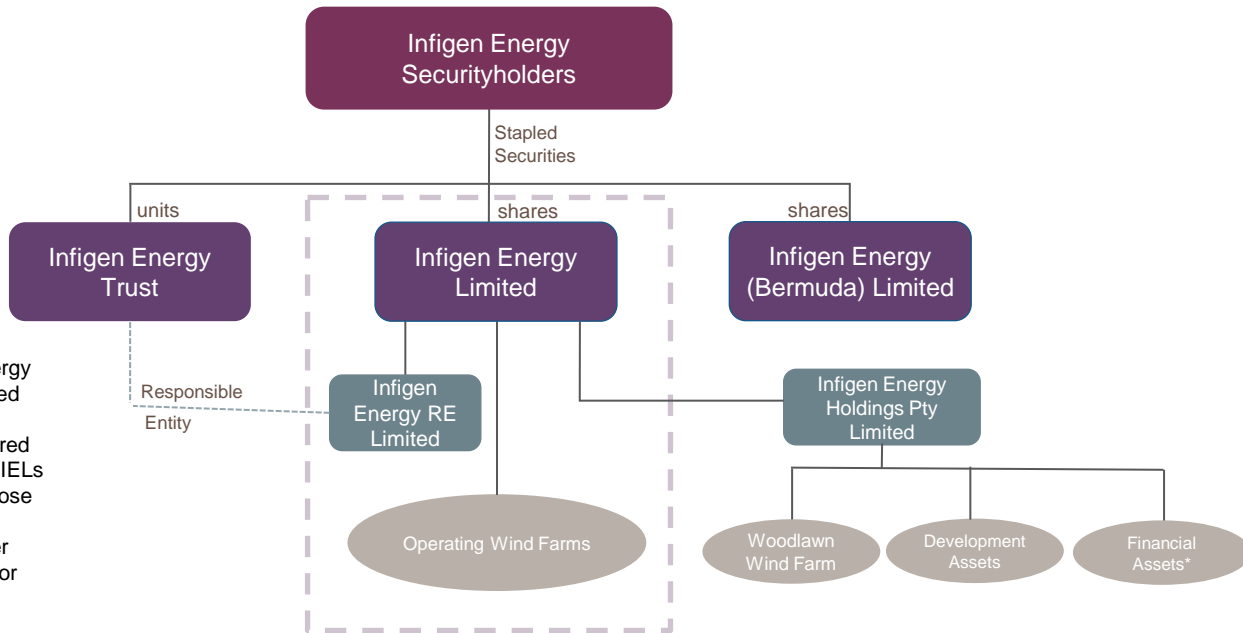 Infigen Energy
Securityholders
Stapled
Securities
units
shares
shares
Infigen Energy
Trust
Infigen Energy
Limited
Infigen Energy
(Bermuda) Limited
ergy
ed
red
IELs
ose
er
or
Responsible
Entity
Infigen
Energy RE
Limited
Infigen Energy
Holdings Pty
Limited
Operating Wind Farms
Woodlawn
Wind Farm
Development
Assets
Financial
Assets*